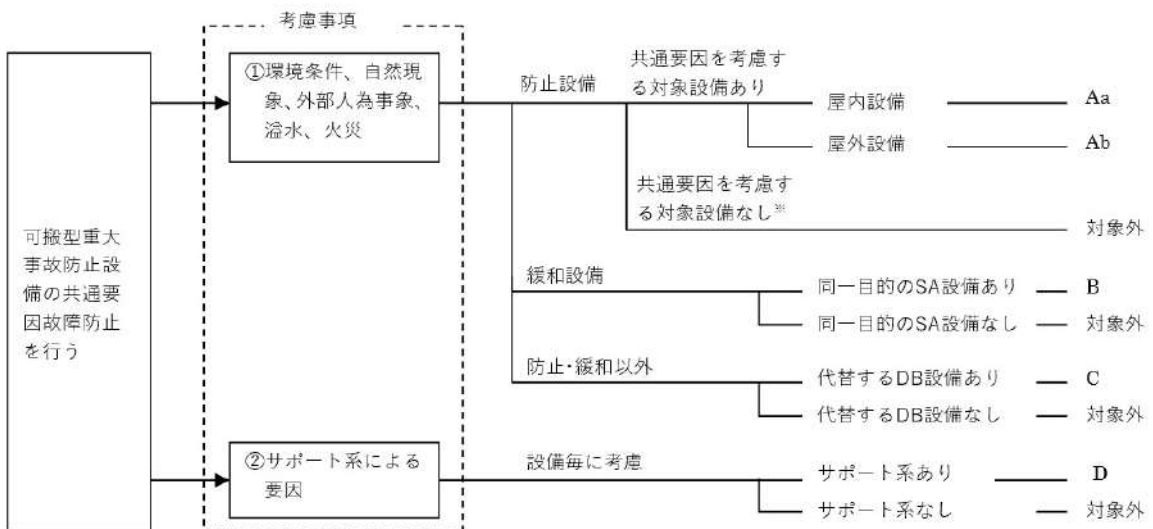 考慮事項
可搬型重大
事故防止設
備の共通要
因故障防止
を行う
①環境条件、自然現
象、外部人為事象、
溢水、火災
防止設備
共通要因を考慮す
る対象設備あり
屋内設備
Aa
屋外設備
Ab
共通要因を考慮す
る対象設備なし※
対象外
緩和設備
同一目的のSA設備あり
B
同一目的のSA設備なし
対象外
防止・緩和以外
代替するDB設備あり
C
代替するDB設備なし
対象外
②サポート系による
要因
設備毎に考慮
サポート系あり
D
サポート系なし
対象外